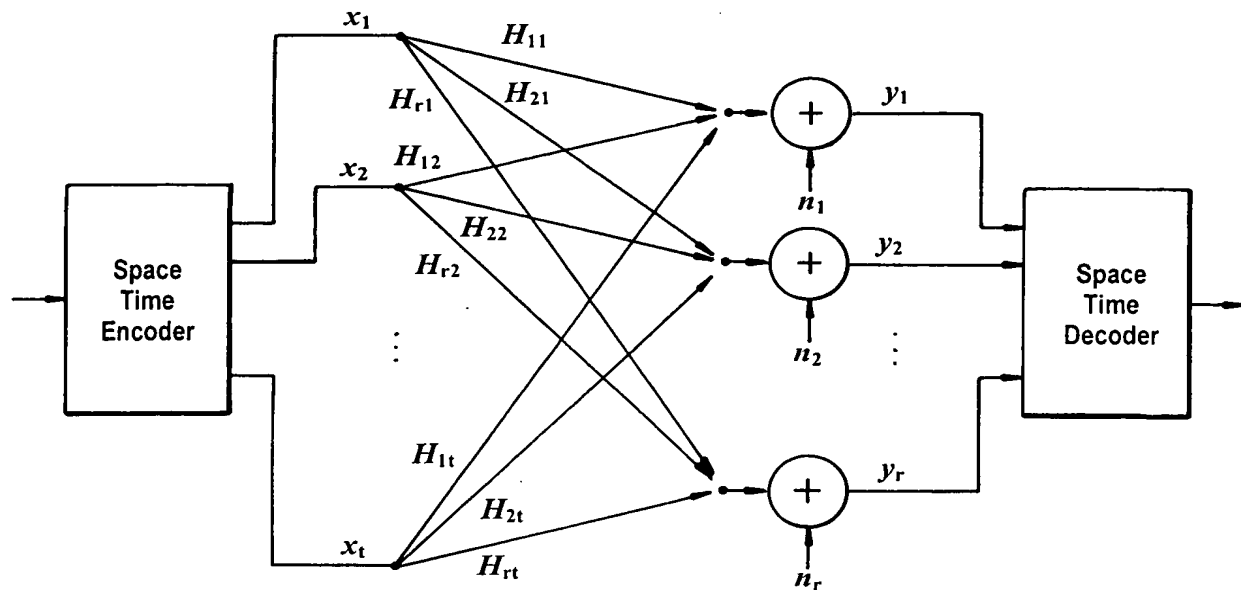 x1
H11
Hr1
H21
y1
n1
x2
H12
H22
Hr2
y2
n2
Space
Time
Encoder
Space
Time
Decoder
...
...
H1t
H2t
Hrt
xt
yr
nr
+
+
+